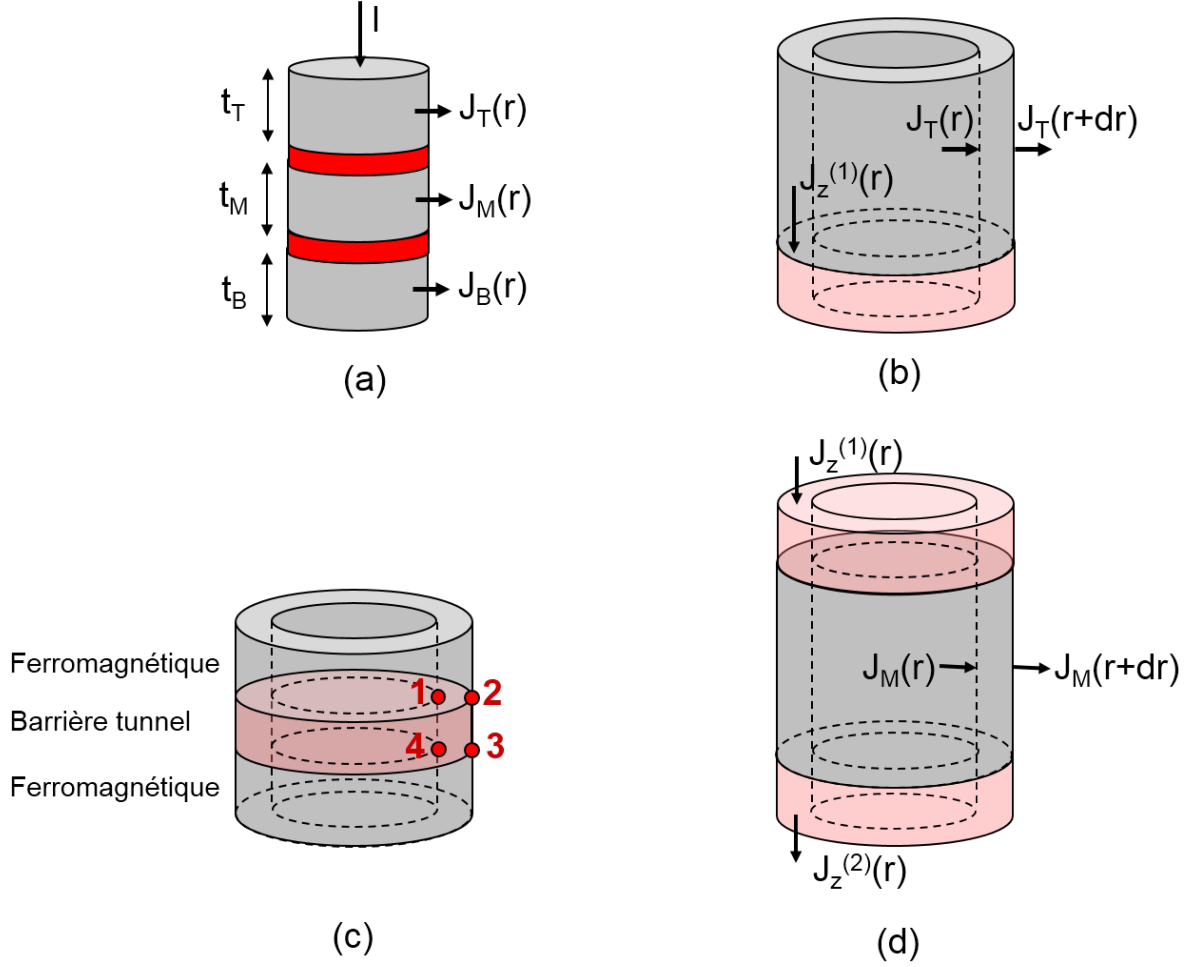 I
t_T
J_T(r)
t_M
J_M(r)
t_B
J_B(r)
(a)
J_T(r)
J_T(r+dr)
J_z^(1)(r)
(b)
Ferromagnétique
Barrière tunnel
Ferromagnétique
1
2
4
3
(c)
J_z^(1)(r)
J_M(r)
J_M(r+dr)
J_z^(2)(r)
(d)